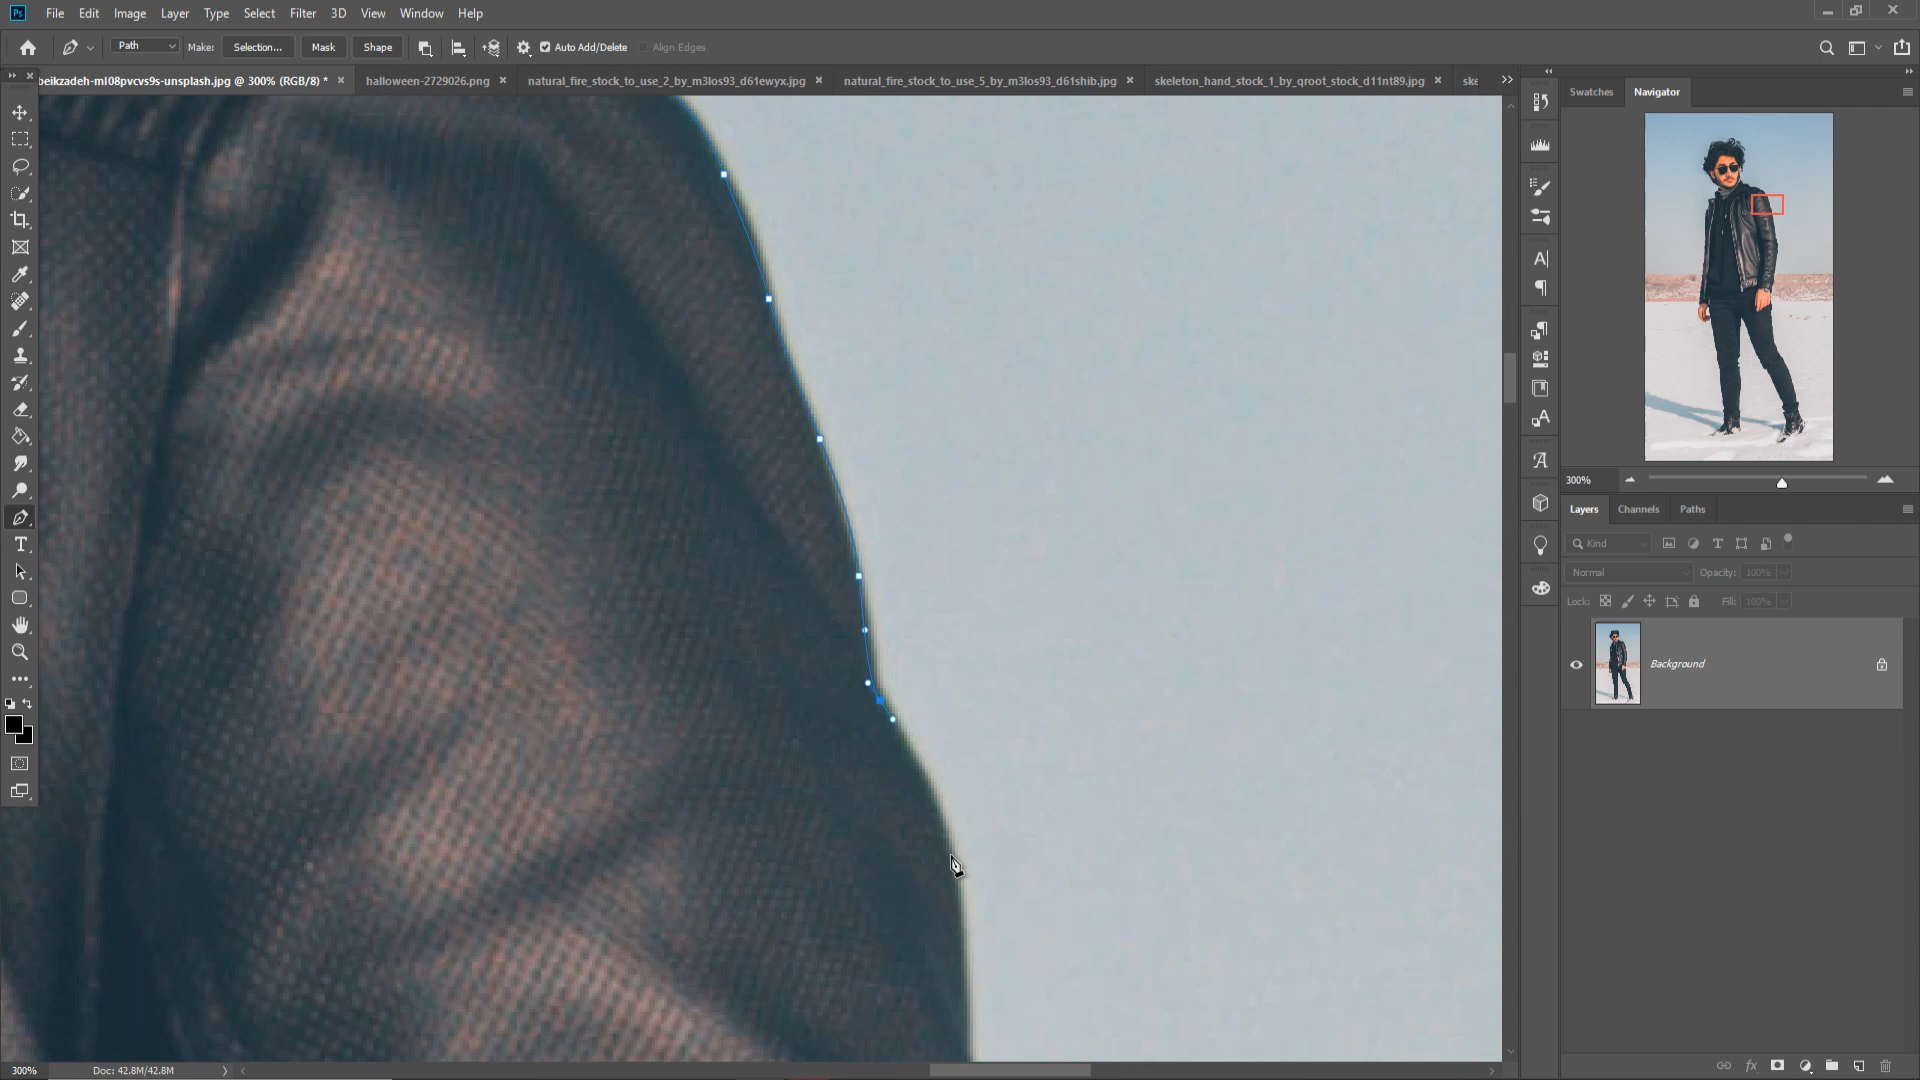 Ps File Edit Image Layer Type Select Filter 3D View Window Help
Path Make: Selection... Mask Shape Auto Add/Delete Align Edges
beikzadeh-ml08pvcvs9s-unsplash.jpg @ 300% (RGB/8) * halloween-2729026.png natural_fire_stock_to_use_2_by_m3los93_d61ewyx.jpg natural_fire_stock_to_use_5_by_m3los93_d61shib.jpg skeleton_hand_stock_1_by_qroot_stock_d11nt89.jpg ske
Swatches Navigator
300%
Layers Channels Paths
Kind
Normal Opacity: 100%
Lock: Fill: 100%
Background
300% Doc: 42.8M/42.8M